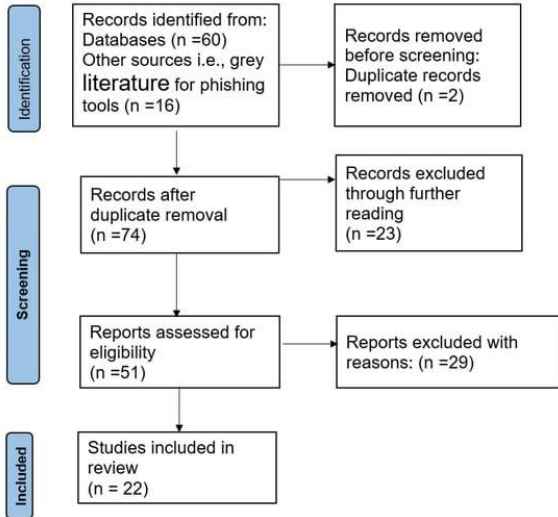 Identification
Records identified from:
Databases (n =60)
Other sources i.e., grey
literature for phishing
tools (n =16)
Records removed
before screening:
Duplicate records
removed (n =2)
Screening
Records after
duplicate removal
(n =74)
Records excluded
through further
reading
(n =23)
Reports assessed for
eligibility
(n =51)
Reports excluded with
reasons: (n =29)
Included
Studies included in
review
(n = 22)